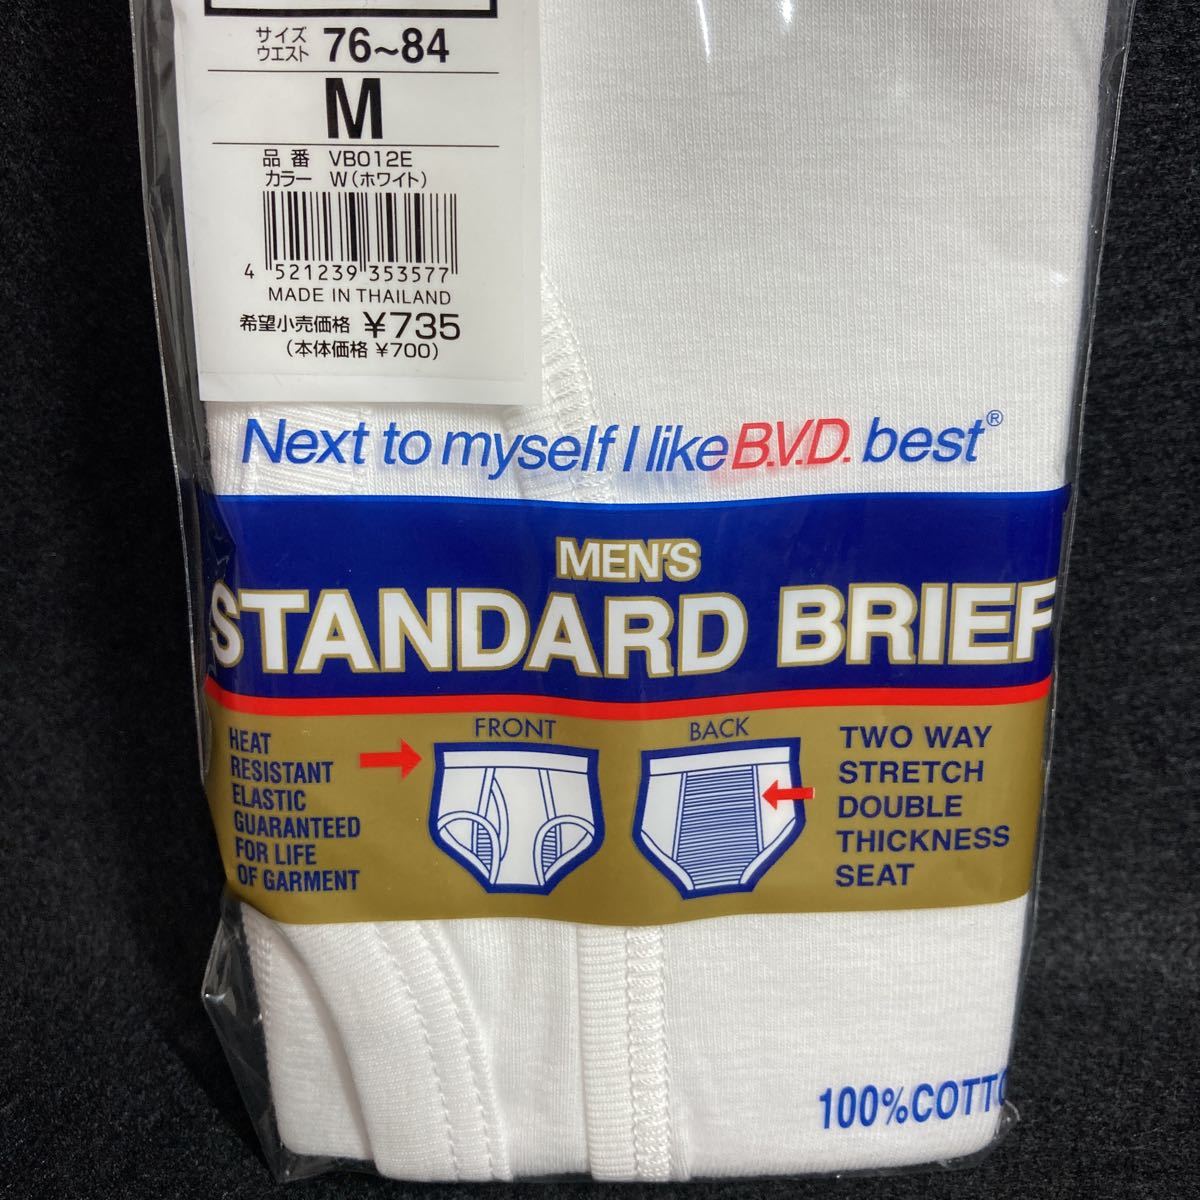 サイズ
ウエスト 76~84
M
品番 VB012E
カラー W(ホワイト)
4 521239 353577
MADE IN THAILAND
希望小売価格 ¥735
(本体価格 ¥700)
Next to myself I like B.V.D. best®
MEN'S
STANDARD BRIEF
FRONT
BACK
HEAT
RESISTANT
ELASTIC
GUARANTEED
FOR LIFE
OF GARMENT
TWO WAY
STRETCH
DOUBLE
THICKNESS
SEAT
100%COTTO